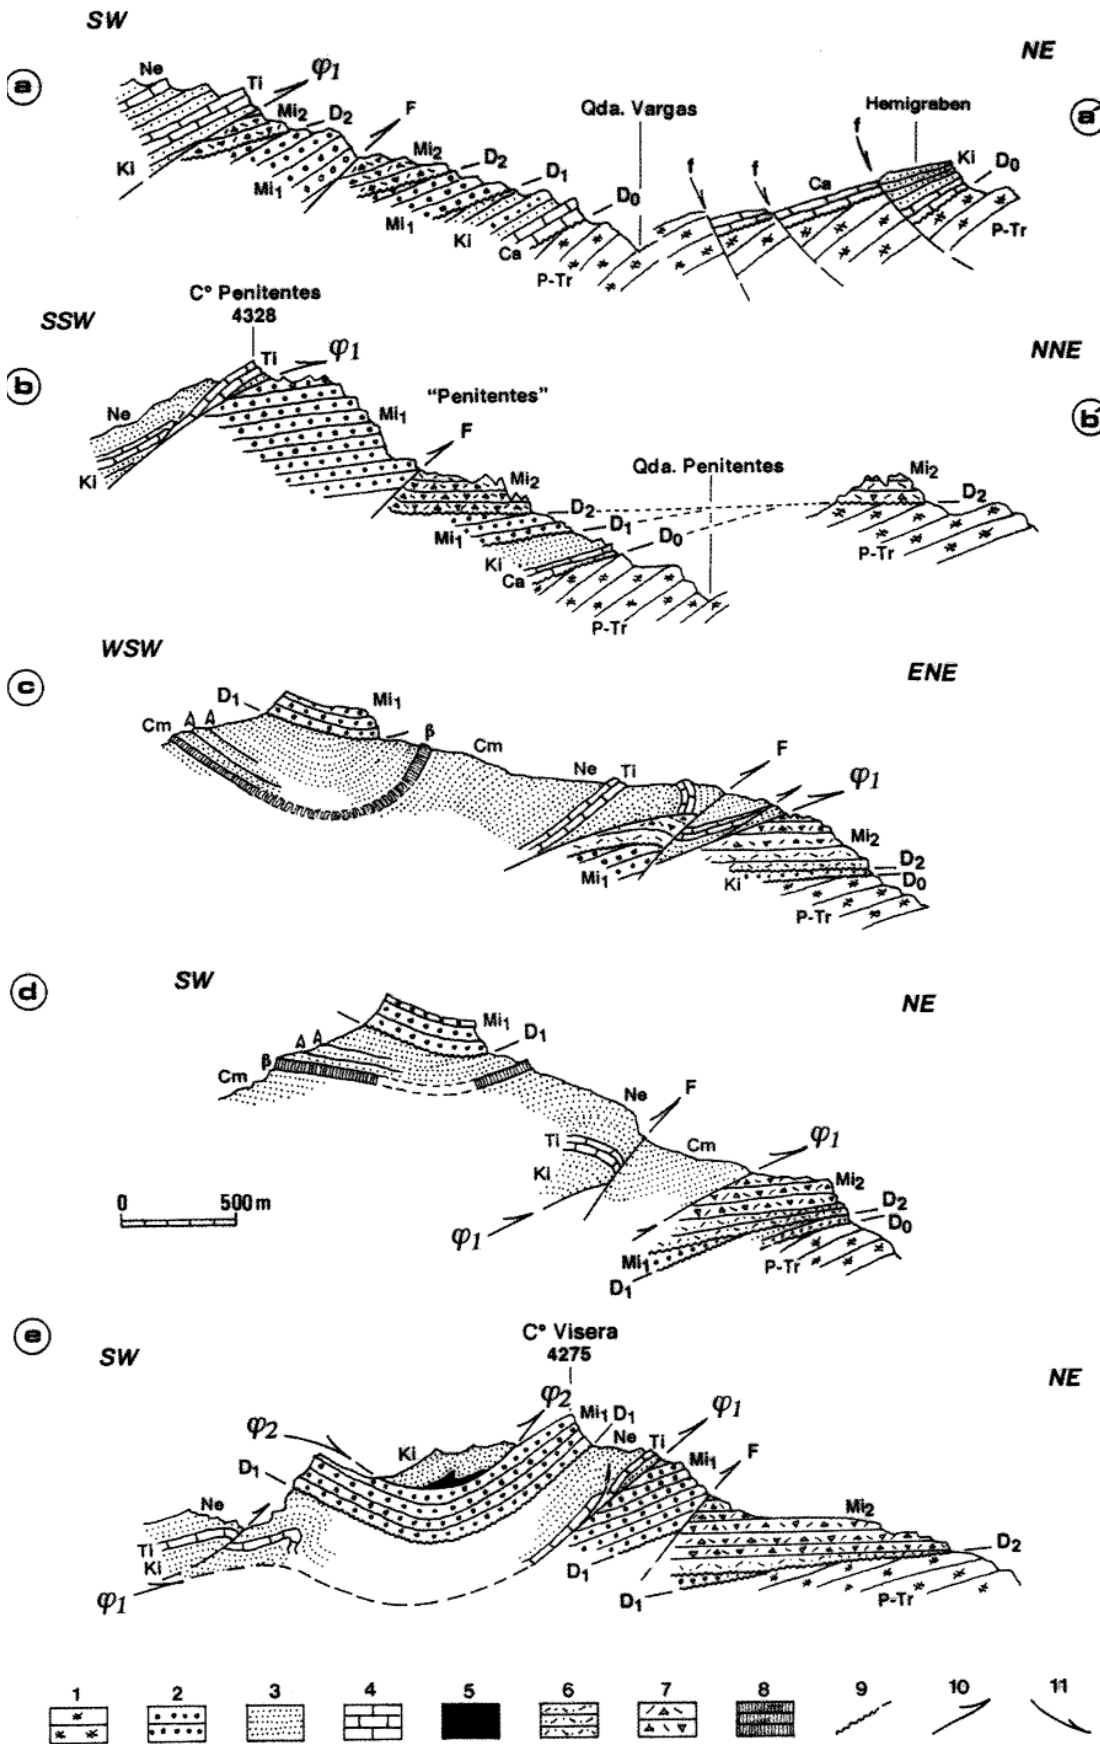 SW
NE
a
a'
Ne
Ti
φ1
Mi2
D2
F
Ki
Mi1
Mi2
D2
D1
D0
Mi1
Ki
Ca
P-Tr
Qda. Vargas
f
f
f
Hemigraben
Ca
Ki
D0
P-Tr
C° Penitentes
4328
SSW
NNE
b
b'
Ti
φ1
Ne
Ki
Mi1
"Penitentes"
F
Mi2
D2
D1
D0
Mi1
Ki
Ca
P-Tr
Qda. Penitentes
Mi2
D2
P-Tr
WSW
ENE
c
D1
Mi1
Cm
β
Cm
Ne
Ti
F
φ1
Mi1
Mi2
D2
D0
Ki
P-Tr
SW
NE
d
Mi1
D1
β
Cm
Ne
F
Cm
φ1
Ti
Ki
φ1
Mi2
D2
D0
Mi1
D1
P-Tr
0 500 m
e
SW
NE
C° Visera
4275
φ2
φ2
Ki
Mi1
D1
Ne
Ti
φ1
Mi1
F
D1
Ne
Ti
Ki
φ1
D1
D1
Mi2
D2
P-Tr
1 2 3 4 5 6 7 8 9 10 11